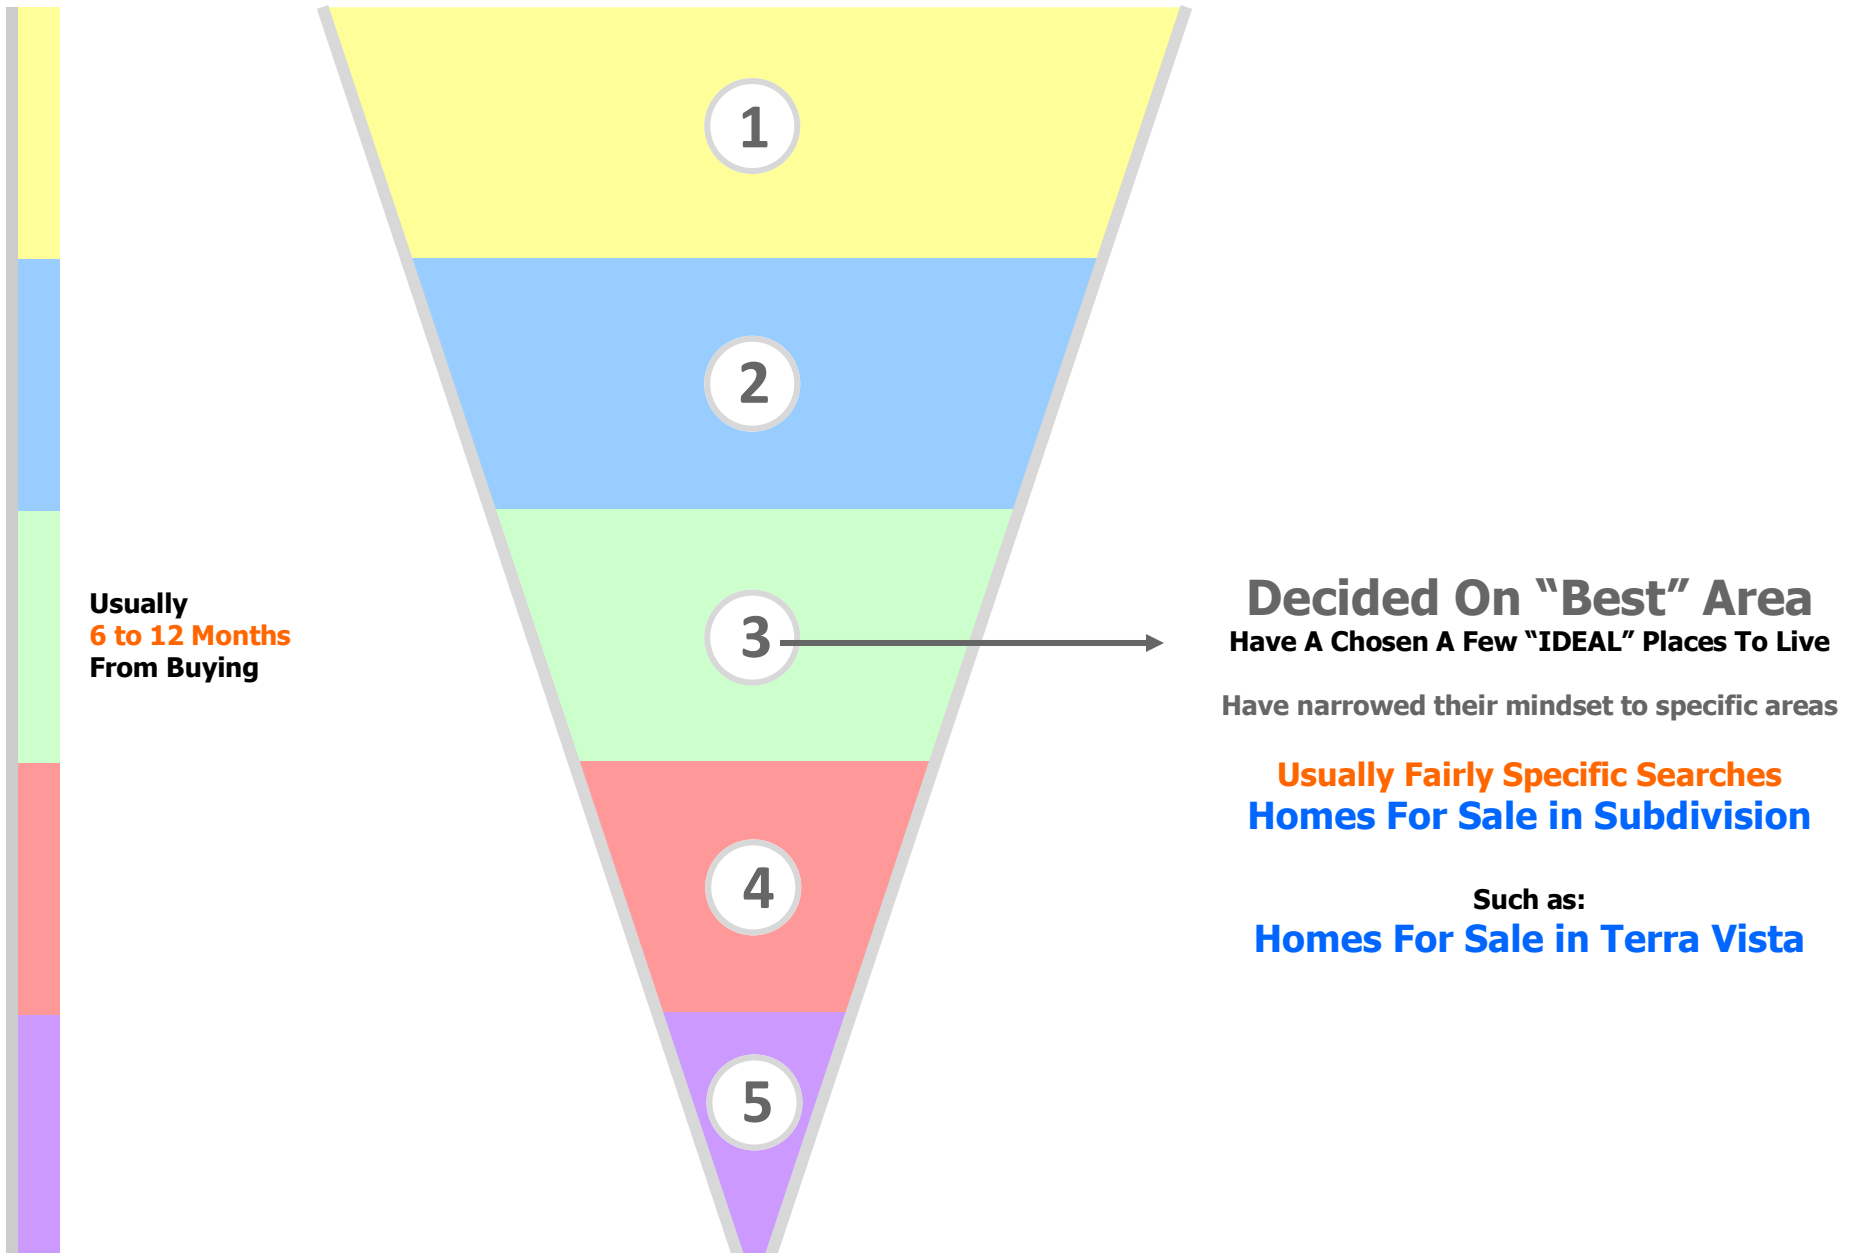 1
2
Usually
6 to 12 Months
From Buying
3
Decided On “Best” Area
Have A Chosen A Few “IDEAL” Places To Live
Have narrowed their mindset to specific areas
Usually Fairly Specific Searches
Homes For Sale in Subdivision
Such as:
Homes For Sale in Terra Vista
4
5